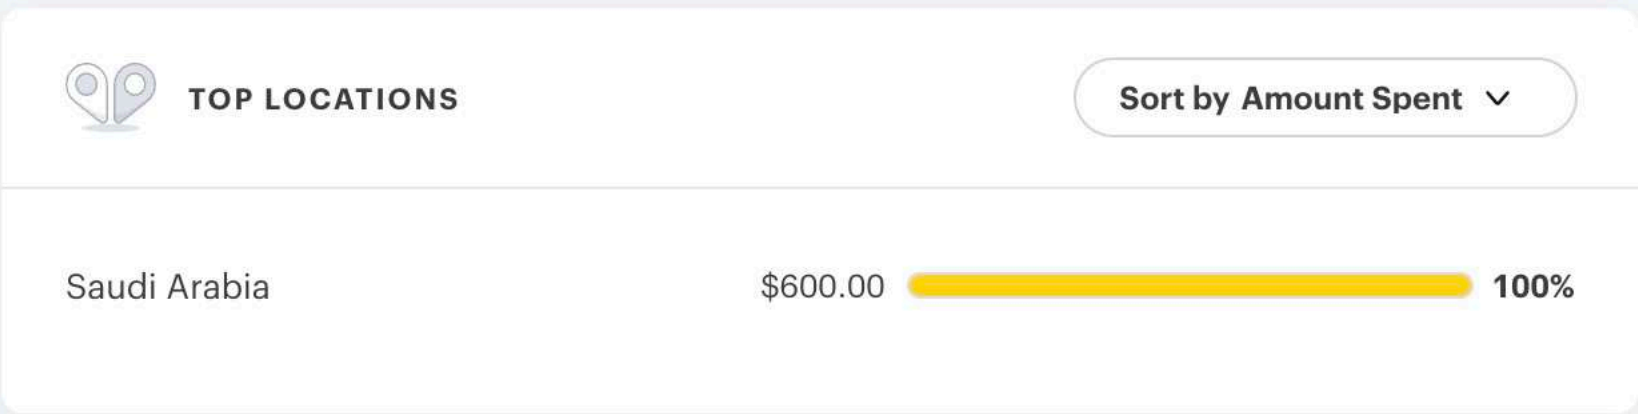 TOP LOCATIONS
Sort by Amount Spent
Saudi Arabia $600.00 100%